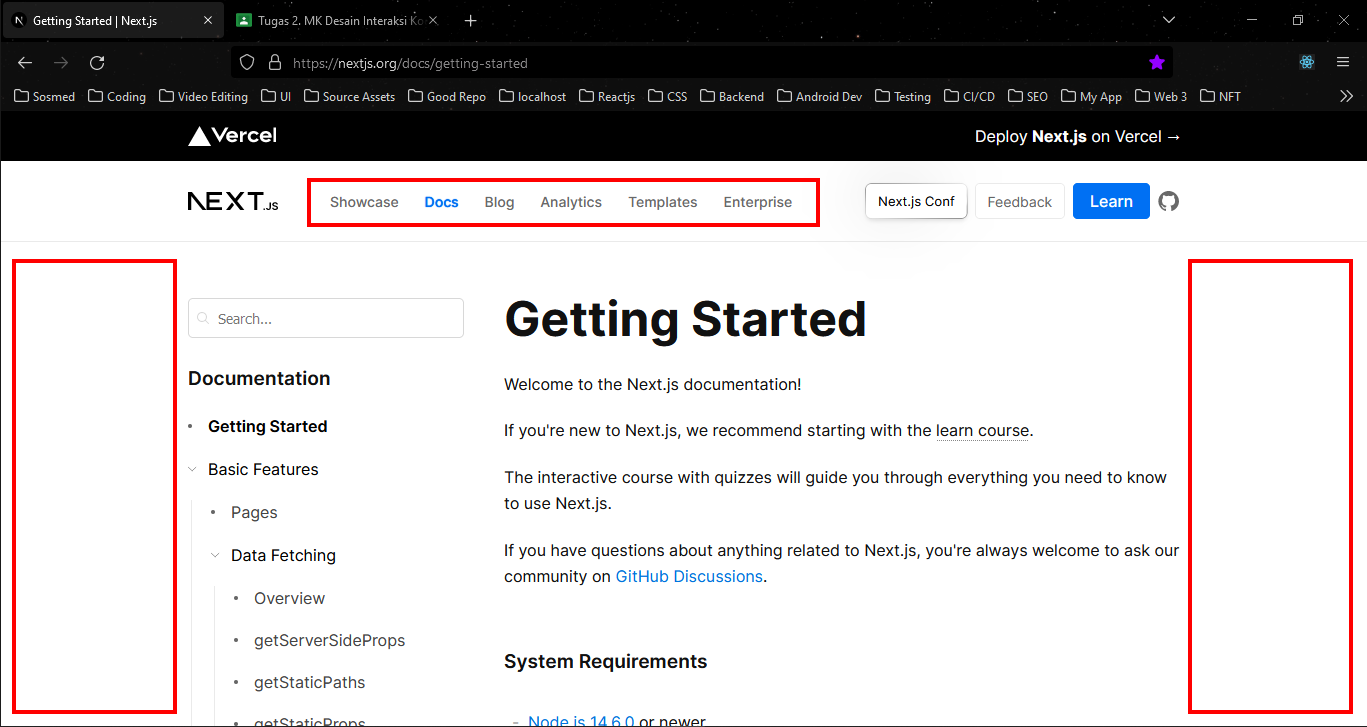 Getting Started | Next.js
Tugas 2. MK Desain Interaksi Ko
https://nextjs.org/docs/getting-started
Sosmed Coding Video Editing UI Source Assets Good Repo localhost Reactjs CSS Backend Android Dev Testing CI/CD SEO My App Web 3 NFT
Vercel
Deploy Next.js on Vercel →
NEXT.JS
Showcase Docs Blog Analytics Templates Enterprise
Next.js Conf Feedback Learn
Search...
Documentation
Getting Started
Basic Features
Pages
Data Fetching
Overview
getServerSideProps
getStaticPaths
getStaticProps
Getting Started
Welcome to the Next.js documentation!
If you're new to Next.js, we recommend starting with the learn course.
The interactive course with quizzes will guide you through everything you need to know
to use Next.js.
If you have questions about anything related to Next.js, you're always welcome to ask our
community on GitHub Discussions.
System Requirements
- Node.js 14.6.0 or newer